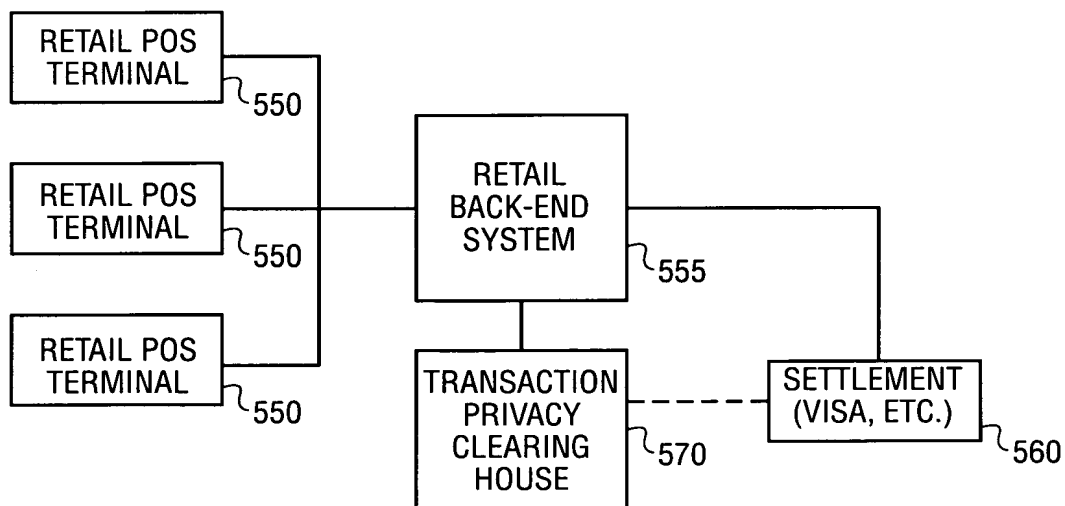 RETAIL POS
TERMINAL
550
RETAIL POS
TERMINAL
550
RETAIL POS
TERMINAL
550
RETAIL
BACK-END
SYSTEM
555
TRANSACTION
PRIVACY
CLEARING
HOUSE
570
SETTLEMENT
(VISA, ETC.)
560